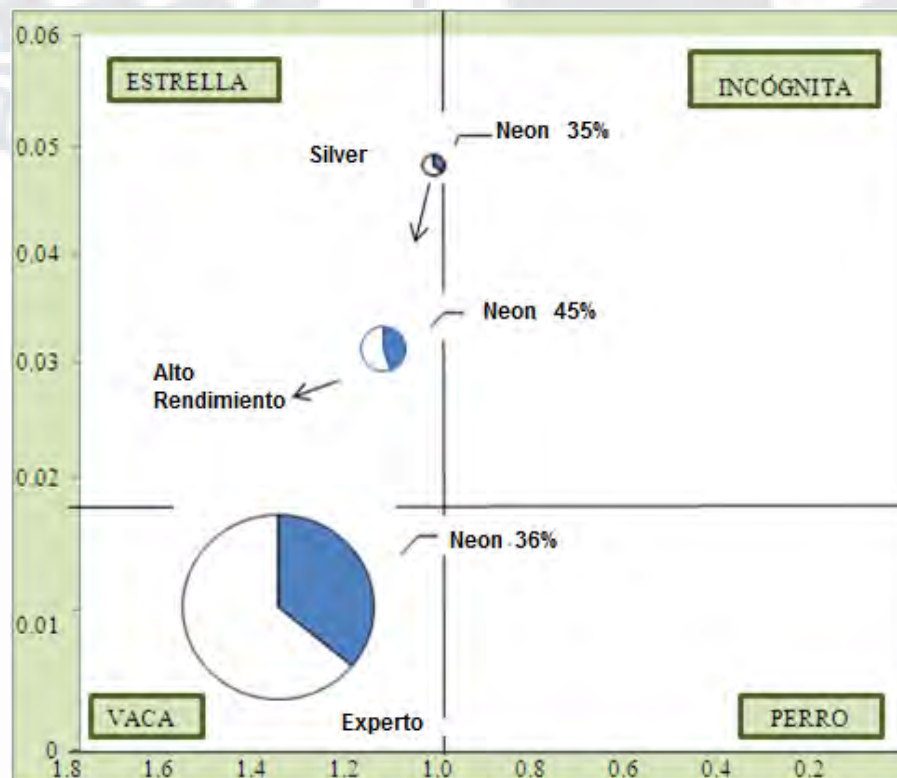 0.06
ESTRELLA
INCÓGNITA
Neon 35%
Silver
0.05
0,04
Neon 45%
0,03
Alto
Rendimiento
0.02
Neon 36%
0.01
VACA
Experto
PERRO
0
1.8 1.6 1.4 1.2 1.0 0.8 0.6 0.4 0.2